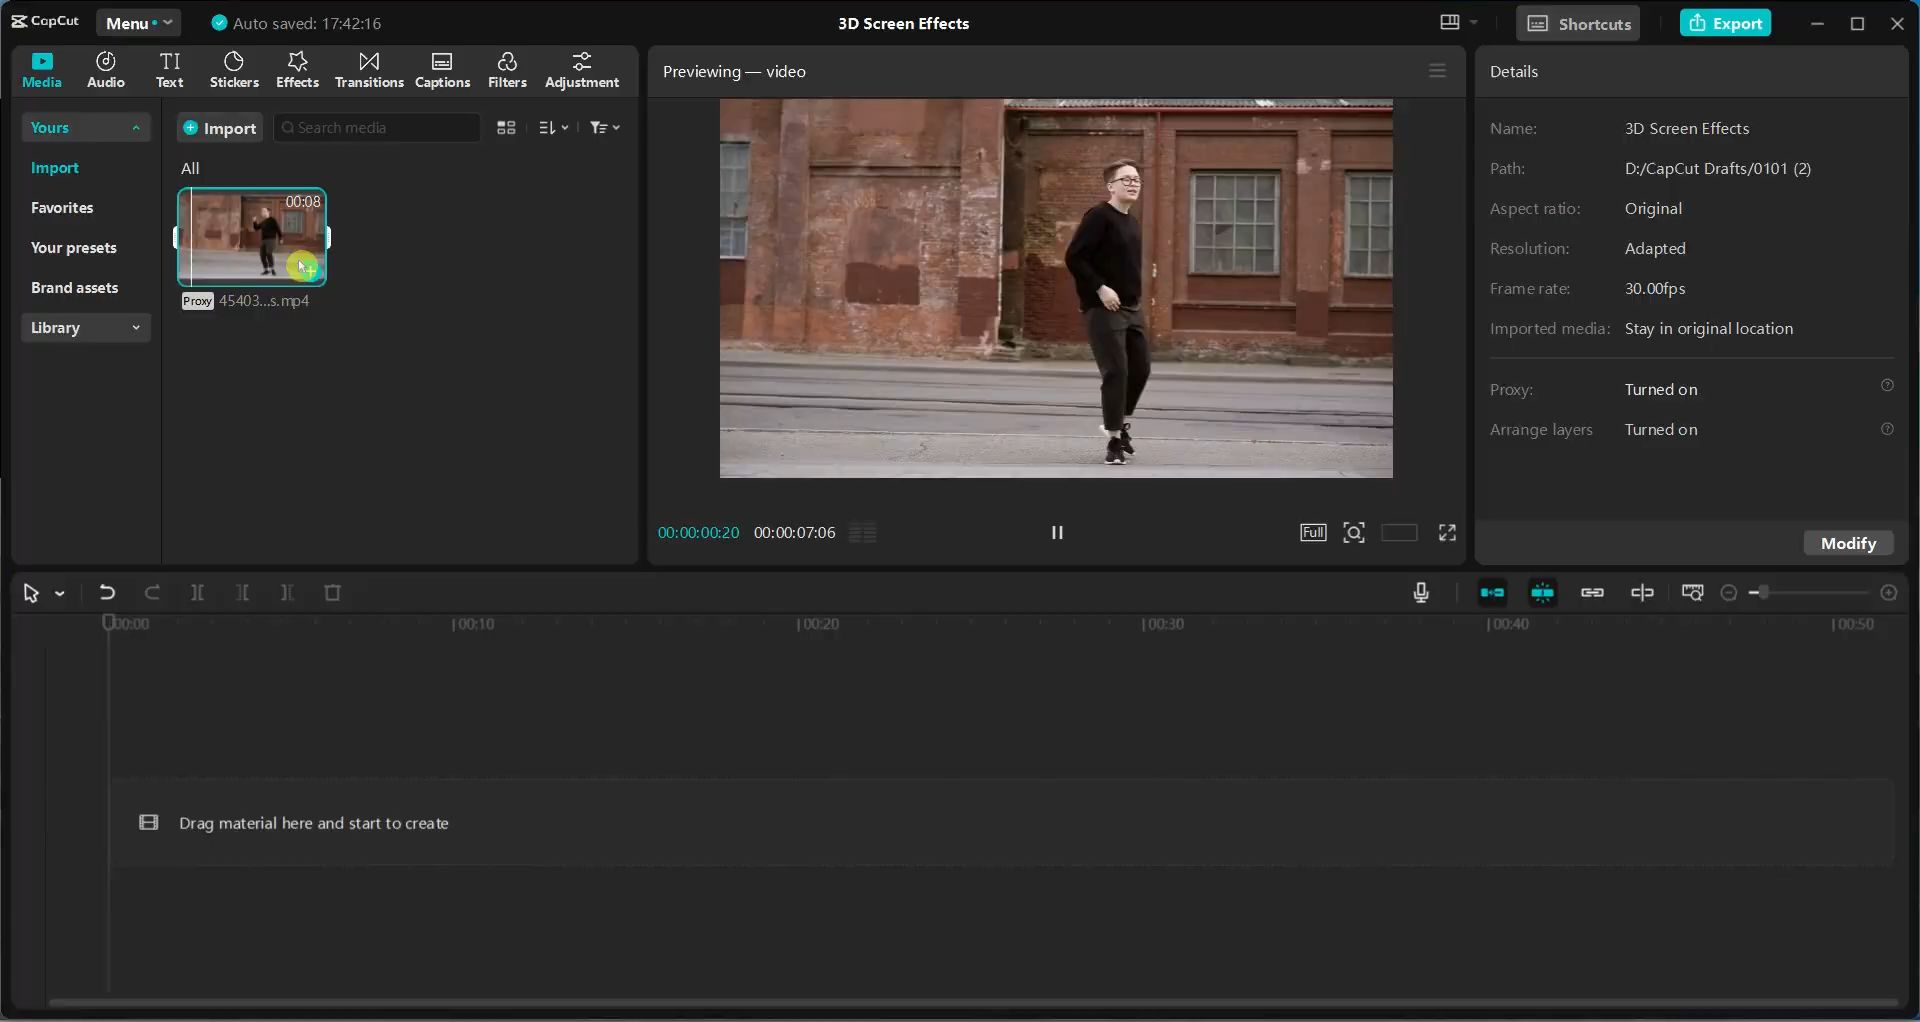 CapCut
Menu
Auto saved: 17:42:16
3D Screen Effects
Shortcuts
Export
Media
Audio
TI
Text
Stickers
Effects
Transitions
Captions
Filters
Adjustment
Yours
Import
Favorites
Your presets
Brand assets
Library
Import
Search media
All
00:08
Proxy 45403...s.mp4
Previewing — video
00:00:00:20 00:00:07:06
Full
Details
Name: 3D Screen Effects
Path: D:/CapCut Drafts/0101 (2)
Aspect ratio: Original
Resolution: Adapted
Frame rate: 30.00fps
Imported media: Stay in original location
Proxy: Turned on
Arrange layers Turned on
Modify
00:00 00:10 00:20 00:30 00:40 00:50
Drag material here and start to create